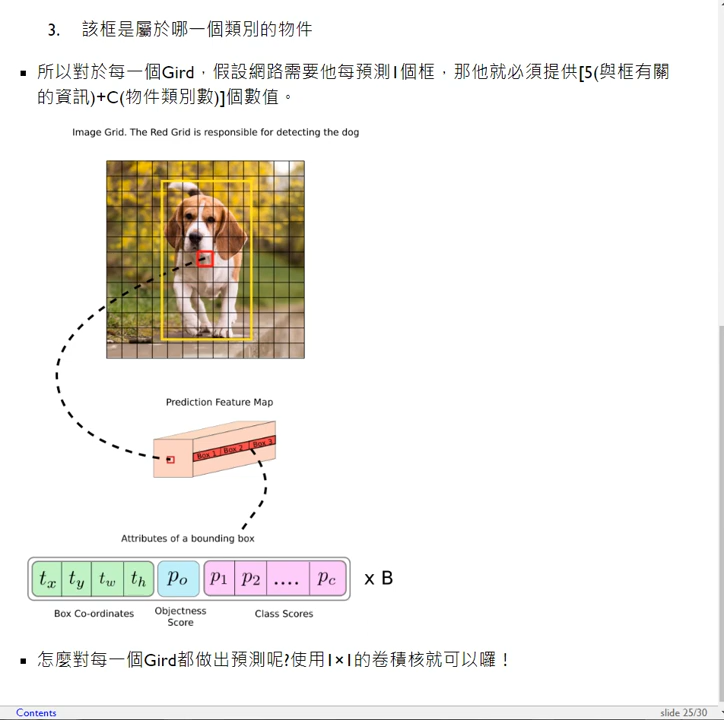 3. 該框是屬於哪一個類別的物件
▪ 所以對於每一個Gird，假設網路需要他每預測1個框，那他就必須提供[5(與框有關
的資訊)+C(物件類別數)]個數值。
Image Grid. The Red Grid is responsible for detecting the dog
Prediction Feature Map
Box 1 Box 2 Box 3
Attributes of a bounding box
tx ty tw th po p1 p2 .... pc x B
Box Co-ordinates Objectness Score Class Scores
▪ 怎麼對每一個Gird都做出預測呢?使用1×1的卷積核就可以囉！
Contents slide 25/30